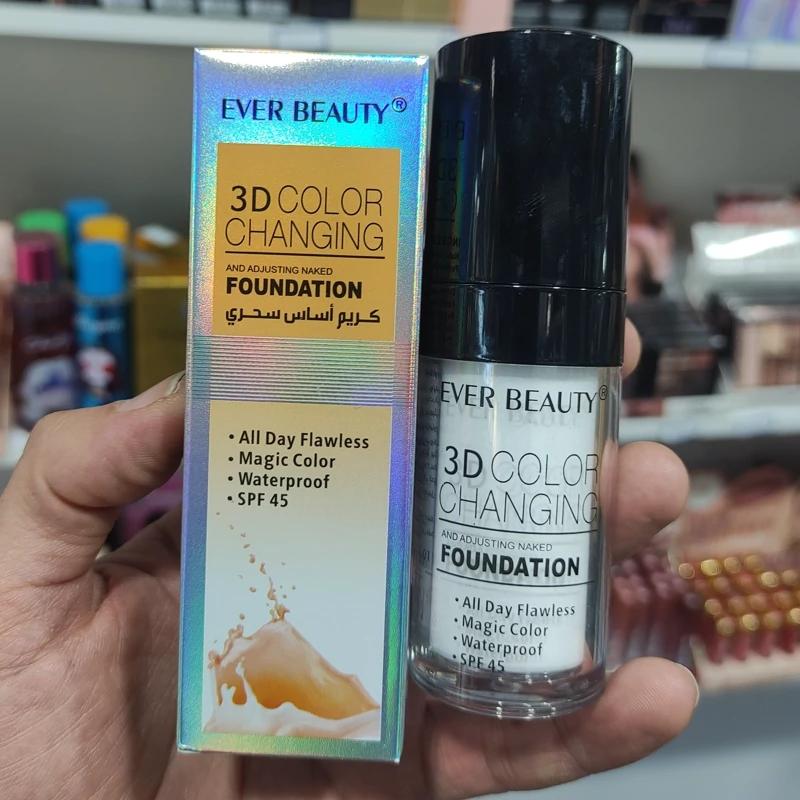 EVER BEAUTY®
3D COLOR
CHANGING
AND ADJUSTING NAKED
FOUNDATION
كريم أساس سحري
• All Day Flawless
• Magic Color
• Waterproof
• SPF 45
EVER BEAUTY®
3D COLOR
CHANGING
AND ADJUSTING NAKED
FOUNDATION
• All Day Flawless
• Magic Color
• Waterproof
• SPF 45